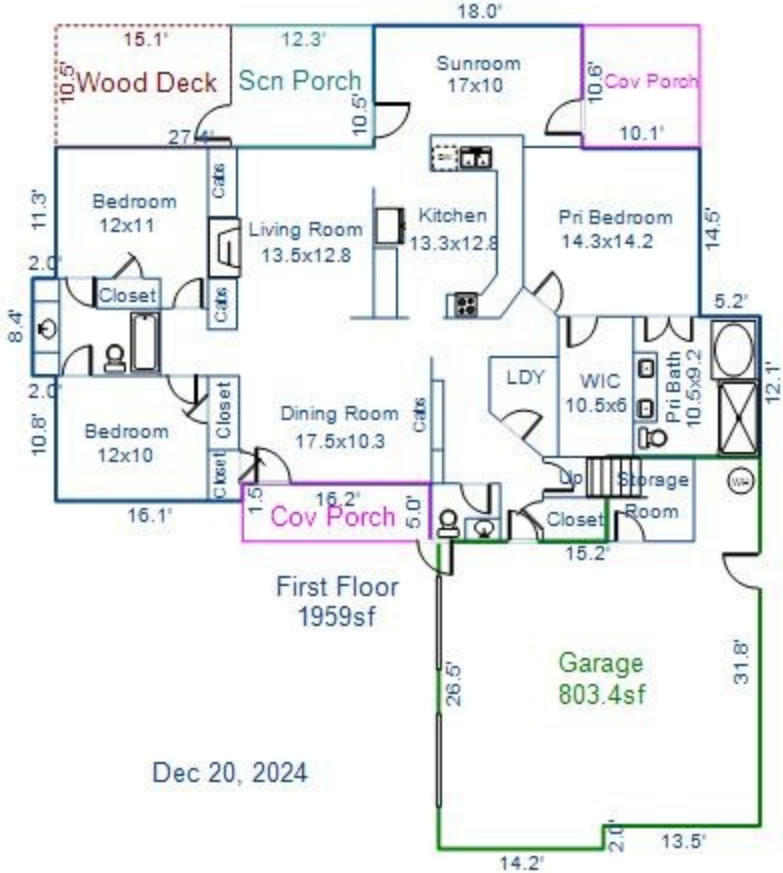 18.0'
15.1'
12.3'
10.5'
Wood Deck
Scn Porch
10.5'
Sunroom
17x10
10.6'
Cov Porch
27.4'
10.1'
11.3'
Bedroom
12x11
Cabs
Living Room
13.5x12.8
Kitchen
13.3x12.8
Pri Bedroom
14.3x14.2
14.5'
2.0'
Closet
Cabs
5.2'
8.4'
2.0'
LDY
WIC
10.5x6
Pri Bath
10.5x9.2
12.1'
10.8'
Bedroom
12x10
Closet
Dining Room
17.5x10.3
Cabs
Closet
Up
Storage
Room
WH
16.1'
1.5'
16.2'
Cov Porch
5.0'
Closet
15.2'
First Floor
1959sf
Garage
803.4sf
26.5'
31.8'
Dec 20, 2024
2.0'
14.2'
13.5'